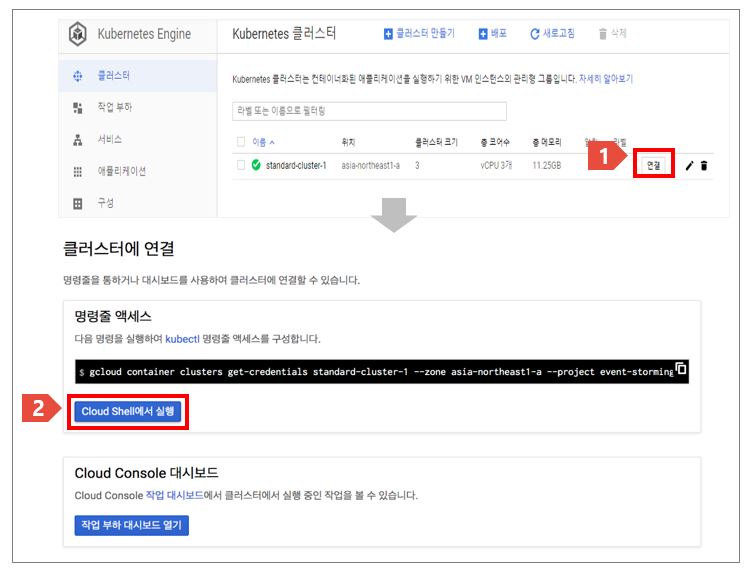 Kubernetes Engine
Kubernetes 클러스터
클러스터 만들기
배포
새로고침
삭제
클러스터
작업 부하
서비스
애플리케이션
구성
Kubernetes 클러스터는 컨테이너화된 애플리케이션을 실행하기 위한 VM 인스턴스의 관리형 그룹입니다. 자세히 알아보기
라벨 또는 이름으로 필터링
이름 위치 클러스터 크기 총 코어수 총 메모리
standard-cluster-1 asia-northeast1-a 3 vCPU 3개 11.25GB 연결
1
클러스터에 연결
명령줄을 통하거나 대시보드를 사용하여 클러스터에 연결할 수 있습니다.
명령줄 액세스
다음 명령을 실행하여 kubectl 명령줄 액세스를 구성합니다.
$ gcloud container clusters get-credentials standard-cluster-1 --zone asia-northeast1-a --project event-storming
2
Cloud Shell에서 실행
Cloud Console 대시보드
Cloud Console 작업 대시보드에서 클러스터에서 실행 중인 작업을 볼 수 있습니다.
작업 부하 대시보드 열기